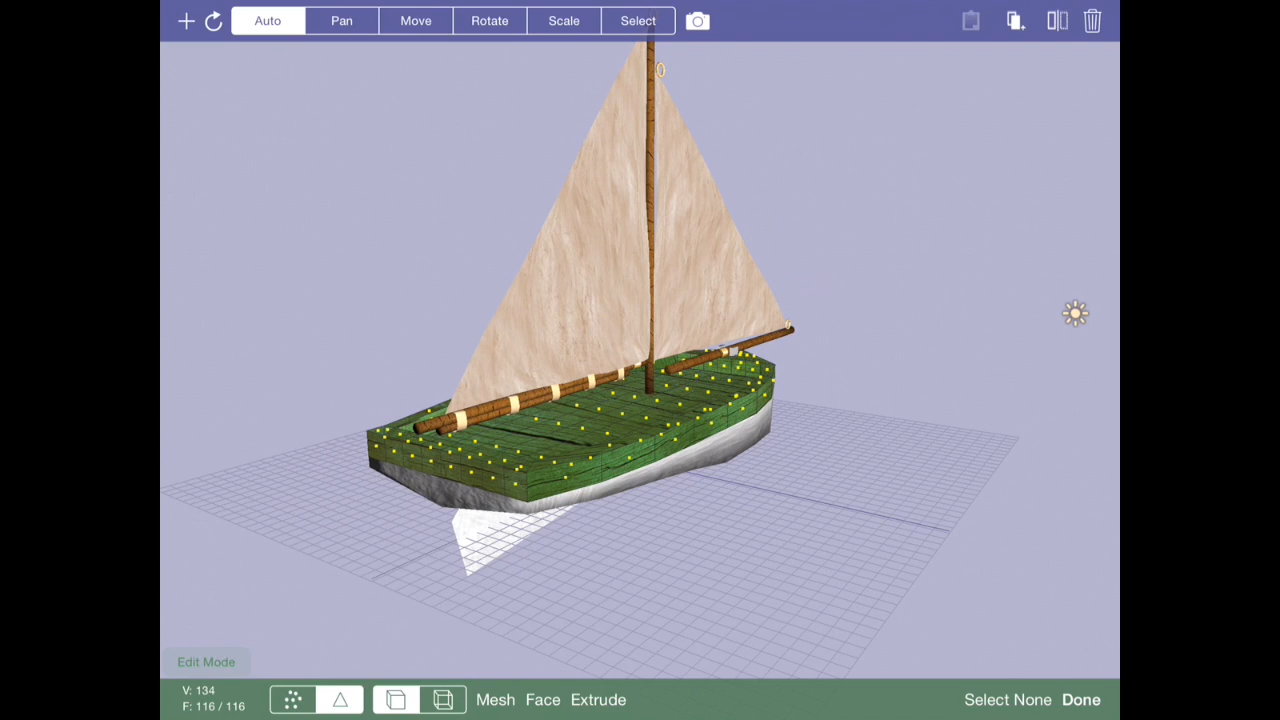 Auto Pan Move Rotate Scale Select
Edit Mode
V: 134
F: 116 / 116
Mesh Face Extrude
Select None Done